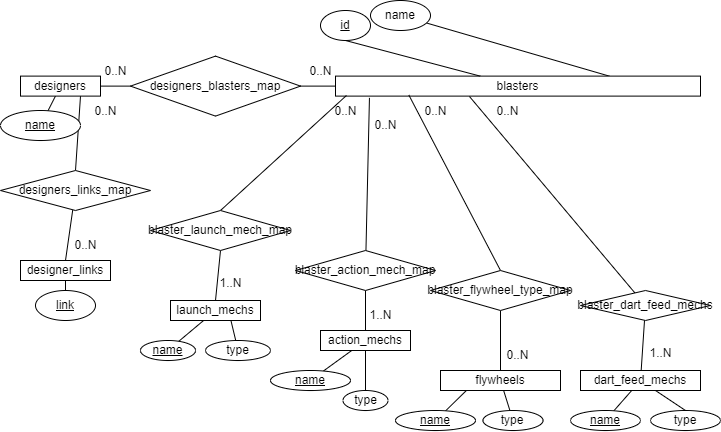 id
name
0..N
0..N
designers
designers_blasters_map
blasters
0..N
0..N
0..N
0..N
0..N
name
designers_links_map
blaster_launch_mech_map
0..N
designer_links
blaster_action_mech_map
1..N
blaster_flywheel_type_map
blaster_dart_feed_mechs
link
launch_mechs
1..N
action_mechs
name
type
0..N
1..N
name
flywheels
dart_feed_mechs
type
name
type
name
type